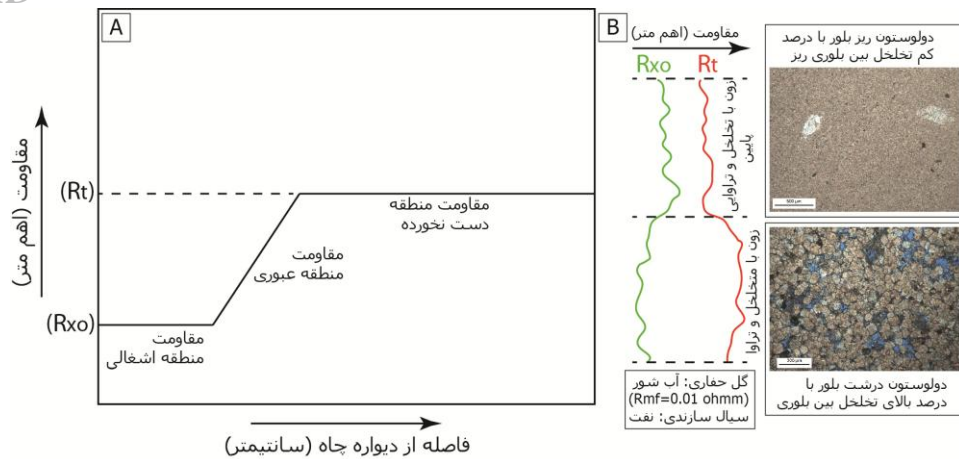 A
مقاومت (اهم متر)
(Rt)
(Rxo)
مقاومت منطقه
دست نخورده
مقاومت
منطقه عبوری
مقاومت
منطقه اشغالی
فاصله از دیواره چاه (سانتیمتر)
B
مقاومت (اهم متر)
Rxo
Rt
زون با تخلخل و تراوایی
پایین
زون با متخلخل و تراوا
گل حفاری: آب شور
(Rmf=0.01 ohmm)
سیال سازندی: نفت
دولوستون ریز بلور با درصد
کم تخلخل بین بلوری ریز
500 µm
دولوستون درشت بلور با
درصد بالای تخلخل بین بلوری